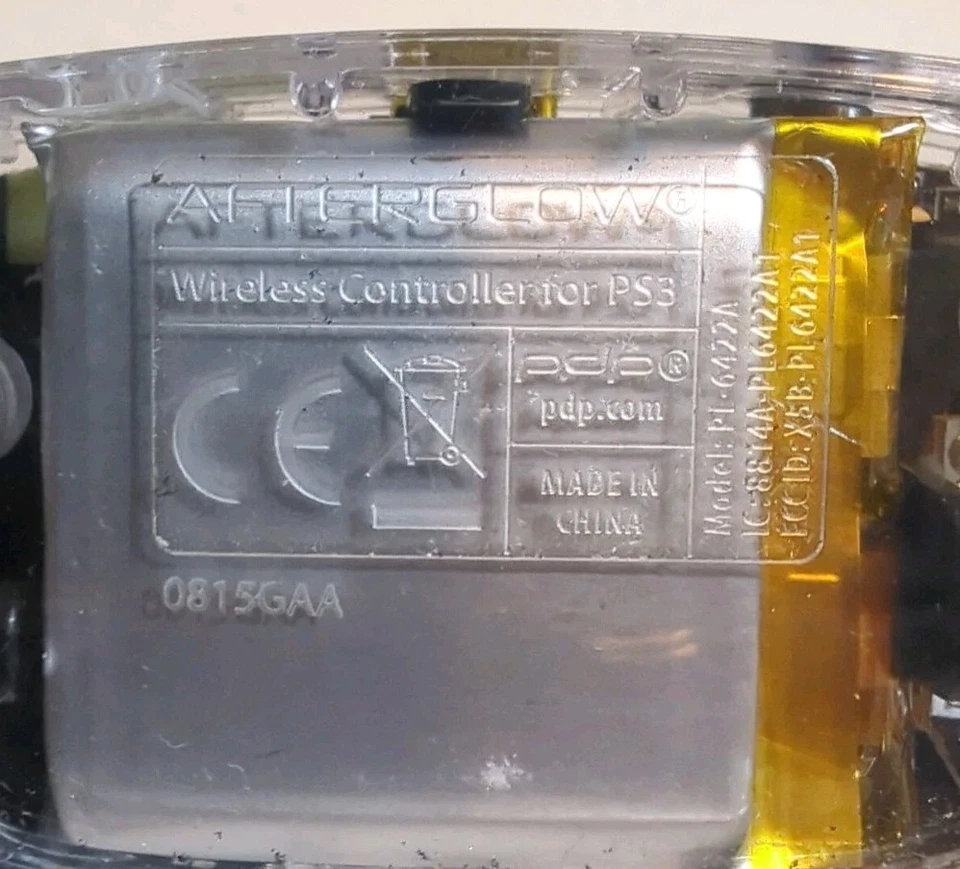 AFTERGLOW®
Wireless Controller for PS3
CE
pdp®
pdp.com
MADE IN
CHINA
Model: PL-6422A
IC: 8814A-PL6422A1
FCC ID: X5B-PL6422A1
0815GAA